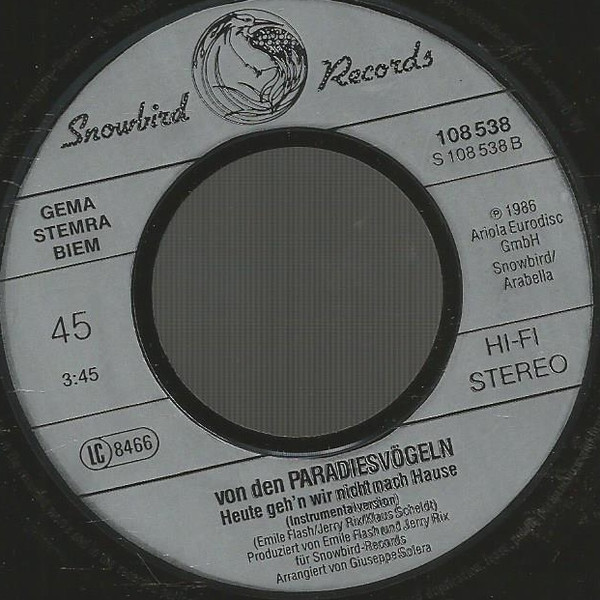 Snowbird Records
108 538
S 108 538 B
GEMA
STEMRA
BIEM
℗ 1986
Ariola Eurodisc
GmbH
Snowbird/
Arabella
45
3:45
HI-FI
STEREO
LC 8466
von den PARADIESVÖGELN
Heute geh'n wir nicht nach Hause
(Instrumentalversion)
(Emile Flash/Jerry Rix/Klaus Scheldt)
Produziert von Emile Flash und Jerry Rix
für Snowbird-Records
Arrangiert von Giuseppe Solera